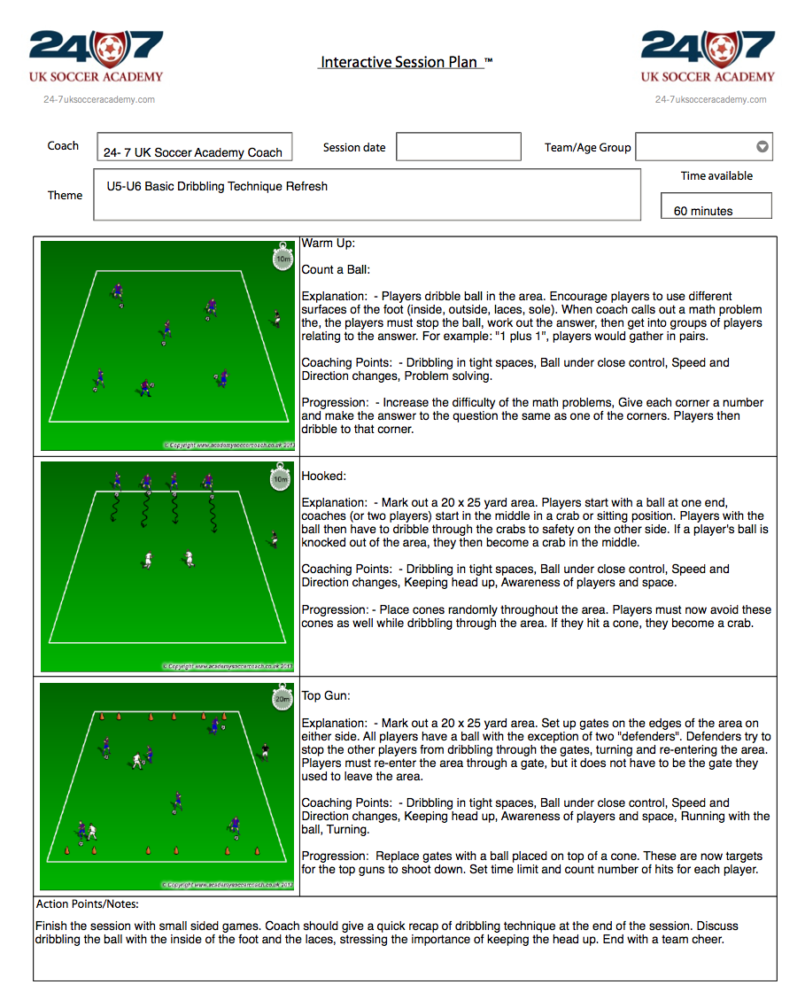 24 7
UK SOCCER ACADEMY
24-7uksocceracademy.com
Interactive Session Plan ™
24 7
UK SOCCER ACADEMY
24-7uksocceracademy.com
Coach
24- 7 UK Soccer Academy Coach
Session date
Team/Age Group
Theme
U5-U6 Basic Dribbling Technique Refresh
Time available
60 minutes
10m
© Copyright www.academysoccercoach.co.uk 2011
Warm Up:
Count a Ball:
Explanation:  - Players dribble ball in the area. Encourage players to use different
surfaces of the foot (inside, outside, laces, sole). When coach calls out a math problem
the, the players must stop the ball, work out the answer, then get into groups of players
relating to the answer. For example: "1 plus 1", players would gather in pairs.
Coaching Points:  - Dribbling in tight spaces, Ball under close control, Speed and
Direction changes, Problem solving.
Progression:  - Increase the difficulty of the math problems, Give each corner a number
and make the answer to the question the same as one of the corners. Players then
dribble to that corner.
10m
© Copyright www.academysoccercoach.co.uk 2011
Hooked:
Explanation:  - Mark out a 20 x 25 yard area. Players start with a ball at one end,
coaches (or two players) start in the middle in a crab or sitting position. Players with the
ball then have to dribble through the crabs to safety on the other side. If a player's ball is
knocked out of the area, they then become a crab in the middle.
Coaching Points:  - Dribbling in tight spaces, Ball under close control, Speed and
Direction changes, Keeping head up, Awareness of players and space.
Progression: - Place cones randomly throughout the area. Players must now avoid these
cones as well while dribbling through the area. If they hit a cone, they become a crab.
20m
© Copyright www.academysoccercoach.co.uk 2011
Top Gun:
Explanation:  - Mark out a 20 x 25 yard area. Set up gates on the edges of the area on
either side. All players have a ball with the exception of two "defenders". Defenders try to
stop the other players from dribbling through the gates, turning and re-entering the area.
Players must re-enter the area through a gate, but it does not have to be the gate they
used to leave the area.
Coaching Points:  - Dribbling in tight spaces, Ball under close control, Speed and
Direction changes, Keeping head up, Awareness of players and space, Running with the
ball, Turning.
Progression:  Replace gates with a ball placed on top of a cone. These are now targets
for the top guns to shoot down. Set time limit and count number of hits for each player.
Action Points/Notes:
Finish the session with small sided games. Coach should give a quick recap of dribbling technique at the end of the session. Discuss
dribbling the ball with the inside of the foot and the laces, stressing the importance of keeping the head up. End with a team cheer.